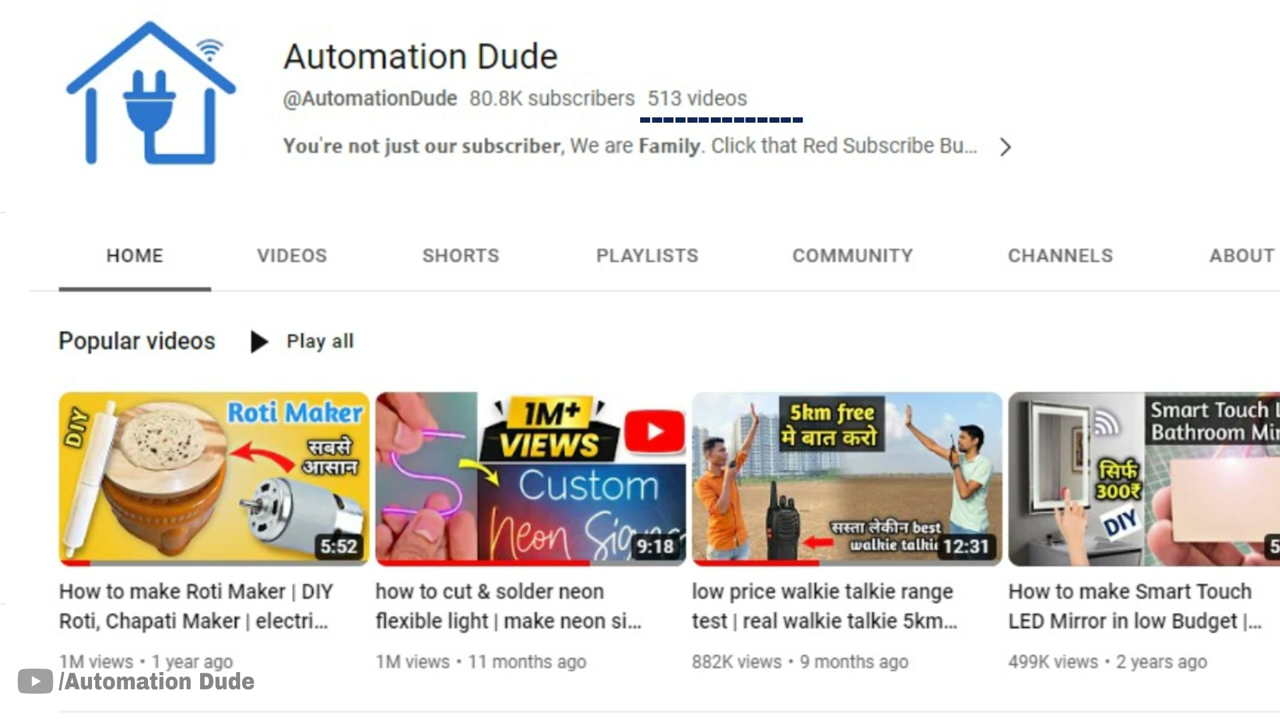 Automation Dude
@AutomationDude 80.8K subscribers 513 videos
You're not just our subscriber, We are Family. Click that Red Subscribe Bu...
HOME VIDEOS SHORTS PLAYLISTS COMMUNITY CHANNELS ABOUT
Popular videos Play all
DIY
Roti Maker
सबसे
आसान
5:52
1M+
VIEWS
Custom
Neon Signs
9:18
5km free
मे बात करो
सस्ता लेकीन best
walkie talkie
12:31
Smart Touch L
Bathroom Mir
सिर्फ
300₹
DIY
5
How to make Roti Maker | DIY
Roti, Chapati Maker | electri...
1M views • 1 year ago
how to cut & solder neon
flexible light | make neon si...
1M views • 11 months ago
low price walkie talkie range
test | real walkie talkie 5km...
882K views • 9 months ago
How to make Smart Touch
LED Mirror in low Budget |...
499K views • 2 years ago
/Automation Dude